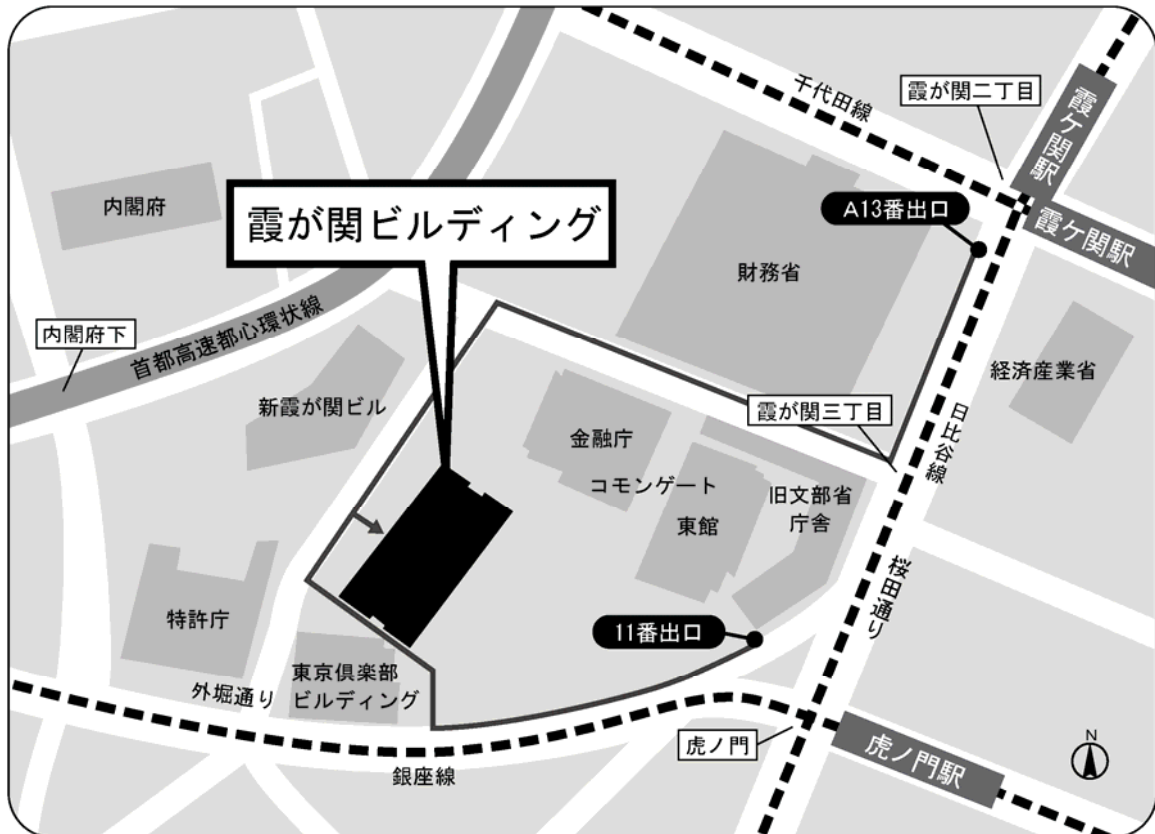 千代田線
霞が関二丁目
霞ケ関駅
霞ケ関駅
内閣府
霞が関ビルディング
A13番出口
財務省
内閣府下
首都高速都心環状線
新霞が関ビル
経済産業省
霞が関三丁目
日比谷線
金融庁
コモンゲート
東館
旧文部省
庁舎
桜田通り
特許庁
11番出口
東京倶楽部
ビルディング
外堀通り
虎ノ門
虎ノ門駅
銀座線
N